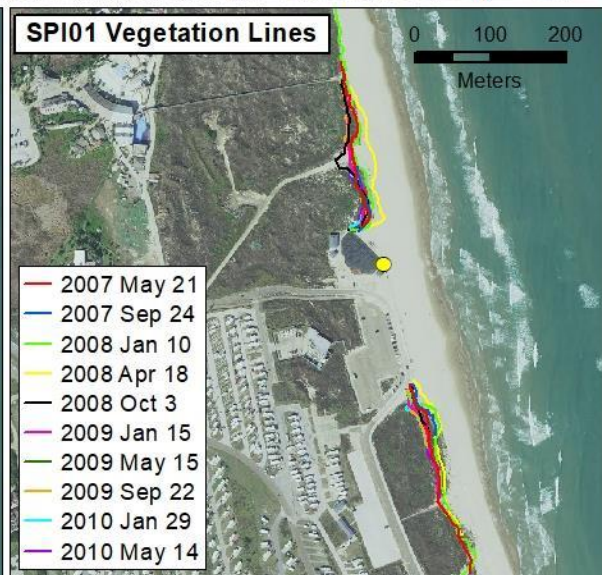 SPI01 Vegetation Lines
0 100 200
Meters
2007 May 21
2007 Sep 24
2008 Jan 10
2008 Apr 18
2008 Oct 3
2009 Jan 15
2009 May 15
2009 Sep 22
2010 Jan 29
2010 May 14